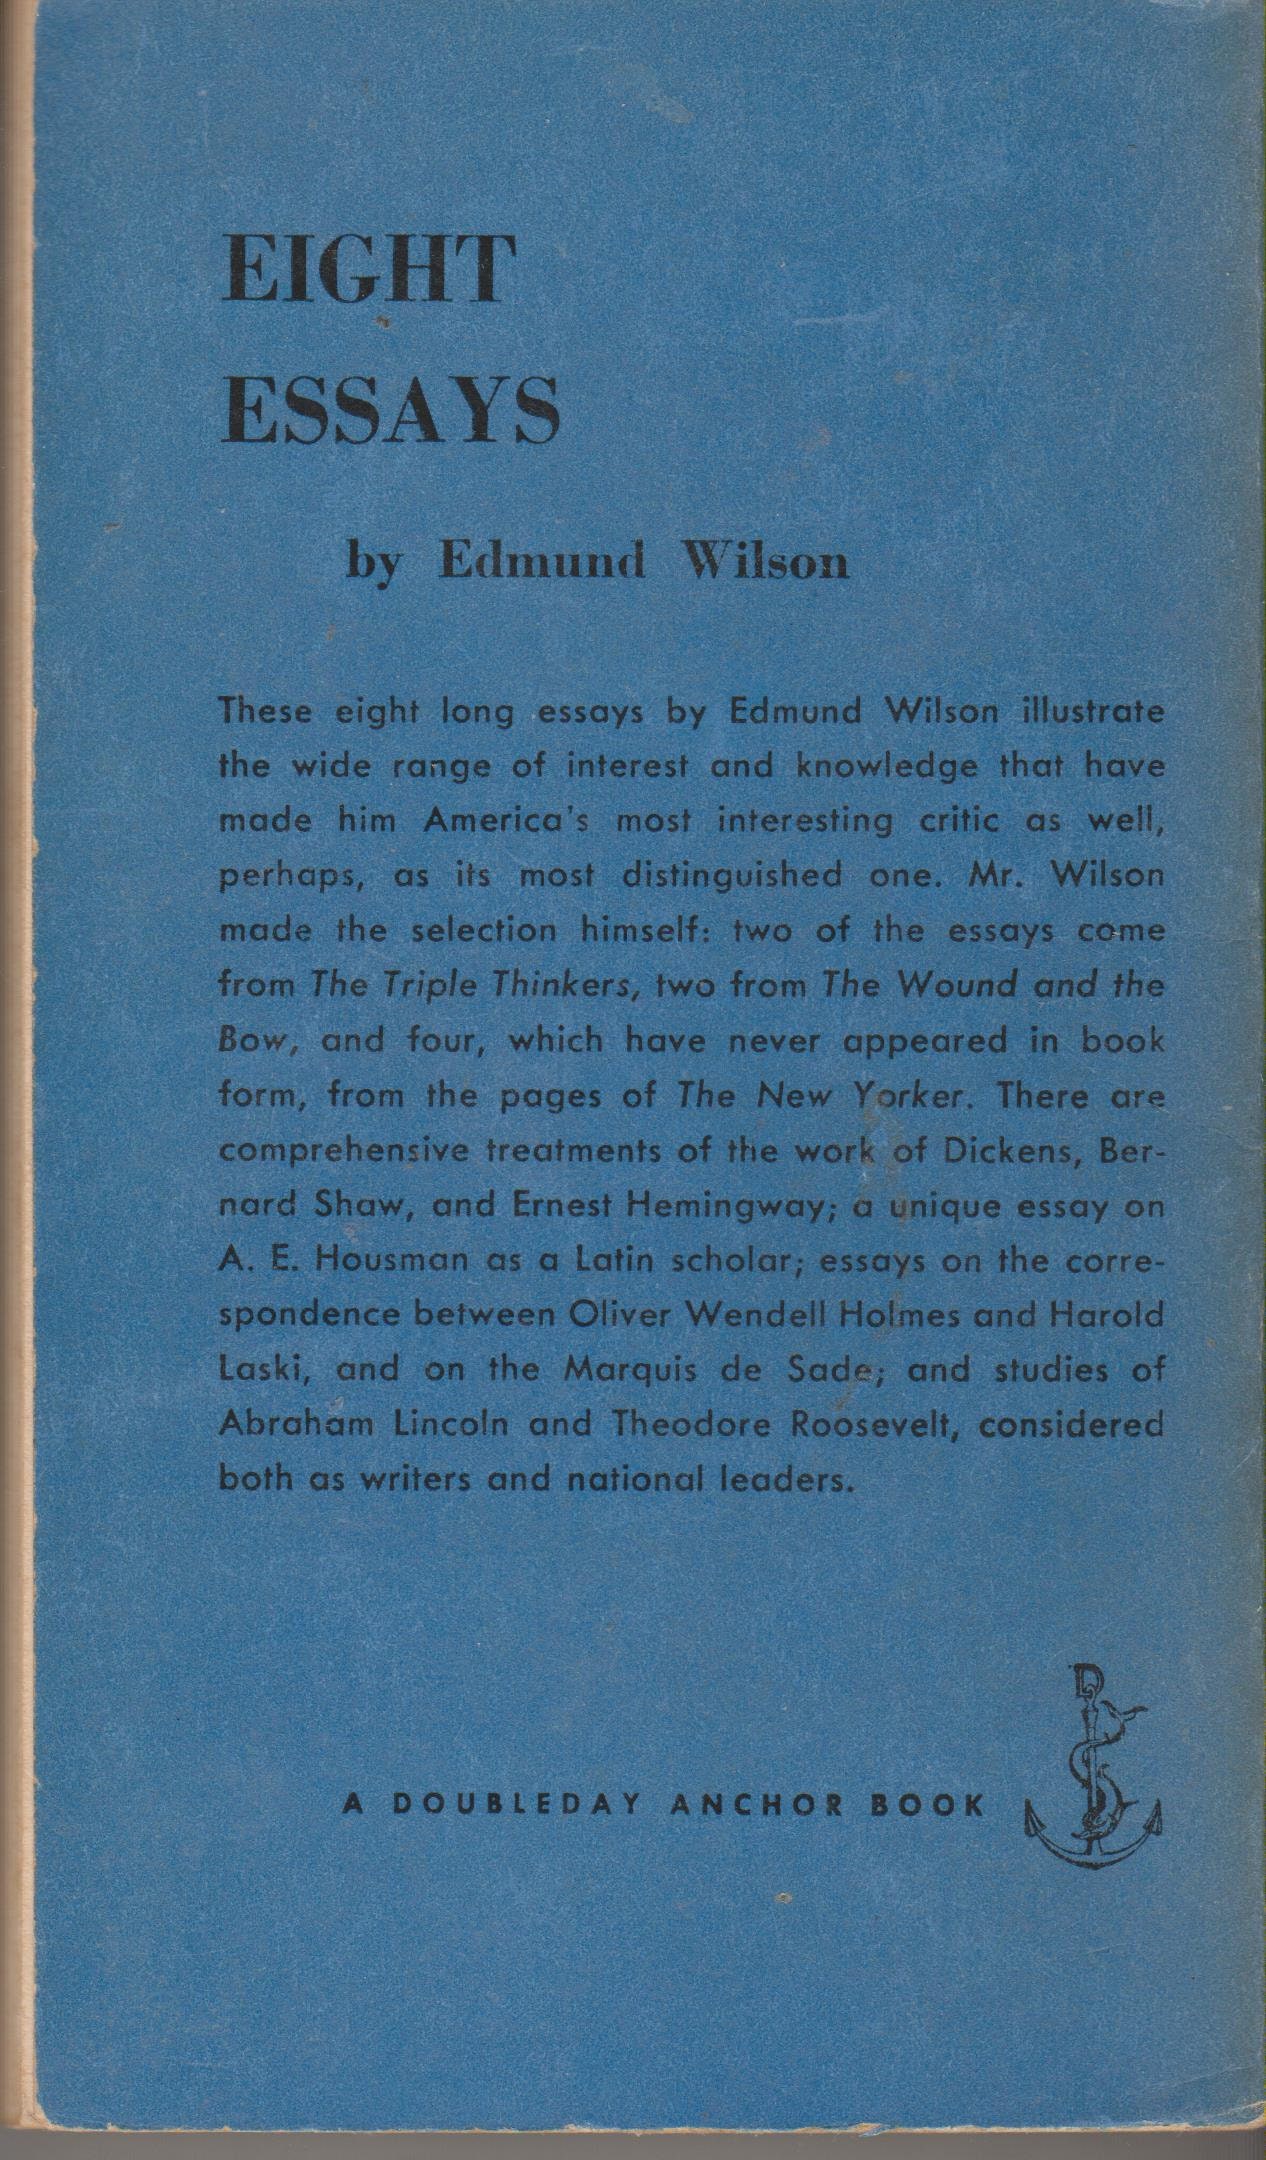 EIGHT
ESSAYS
by Edmund Wilson
These eight long essays by Edmund Wilson illustrate
the wide range of interest and knowledge that have
made him America's most interesting critic as well,
perhaps, as its most distinguished one. Mr. Wilson
made the selection himself: two of the essays come
from The Triple Thinkers, two from The Wound and the
Bow, and four, which have never appeared in book
form, from the pages of The New Yorker. There are
comprehensive treatments of the work of Dickens, Ber-
nard Shaw, and Ernest Hemingway; a unique essay on
A. E. Housman as a Latin scholar; essays on the corre-
spondence between Oliver Wendell Holmes and Harold
Laski, and on the Marquis de Sade; and studies of
Abraham Lincoln and Theodore Roosevelt, considered
both as writers and national leaders.
D
A DOUBLEDAY ANCHOR BOOK